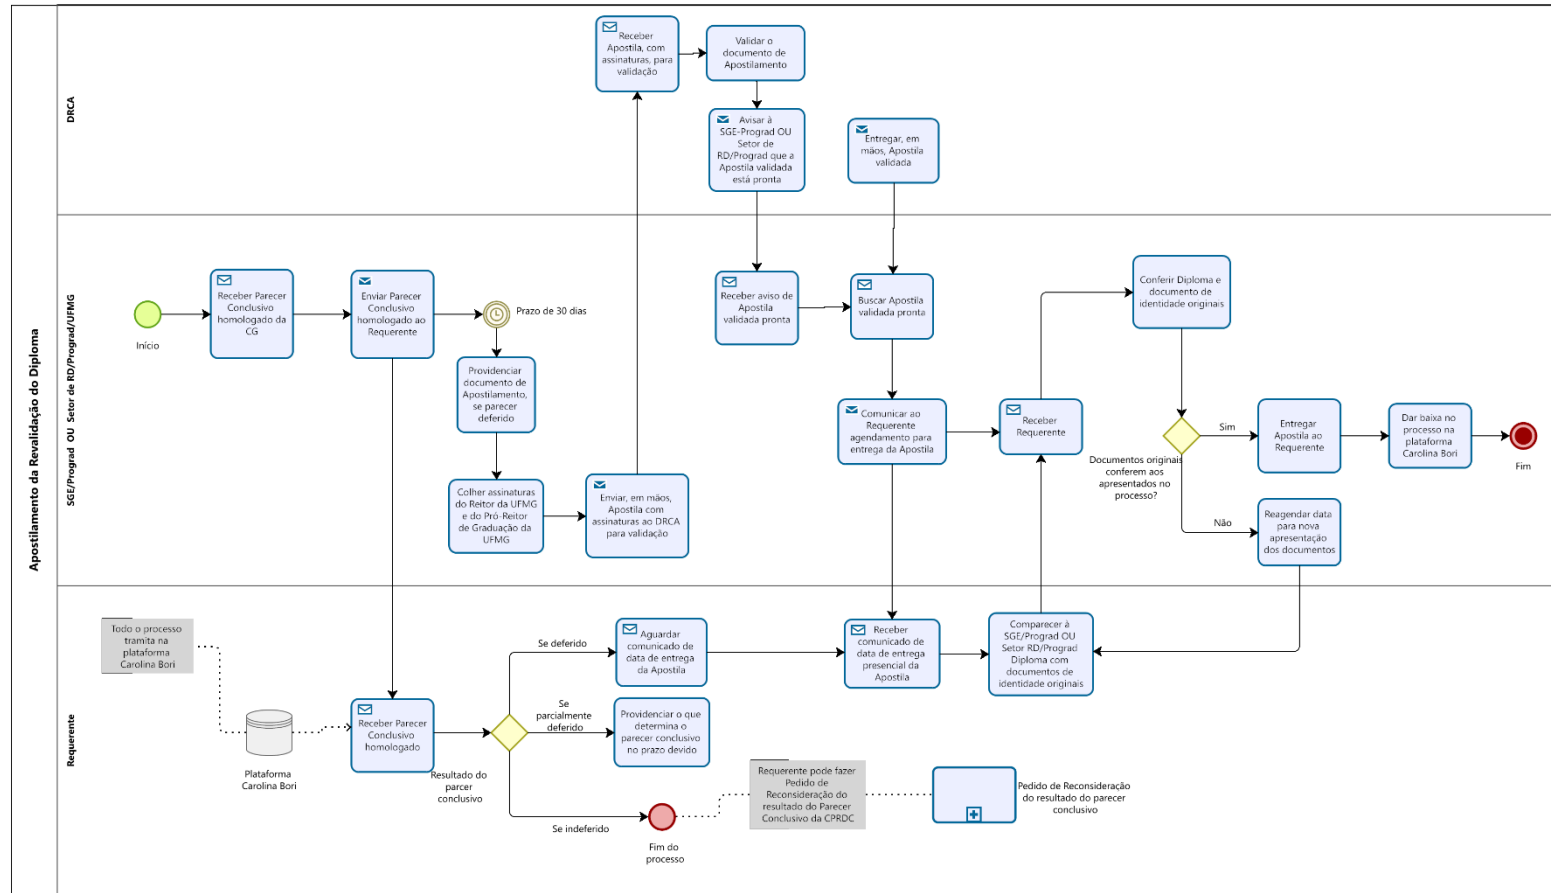 Apostilamento da Revalidação do Diploma
DRCA
Receber
Apostila, com
assinaturas, para
validação
Validar o
documento de
Apostilamento
Avisar à
SGE-Prograd OU
Setor de
RD/Prograd que a
Apostila validada
está pronta
Entregar, em
mãos, Apostila
validada
SGE/Prograd OU Setor de RD/Prograd/UFMG
Início
Receber Parecer
Conclusivo
homologado da
CG
Enviar Parecer
Conclusivo
homologado ao
Requerente
Prazo de 30 dias
Providenciar
documento de
Apostilamento,
se parecer
deferido
Colher assinaturas
do Reitor da UFMG
e do Pró-Reitor
de Graduação da
UFMG
Enviar, em mãos,
Apostila com
assinaturas ao DRCA
para validação
Receber aviso de
Apostila
validada pronta
Buscar Apostila
validada pronta
Comunicar ao
Requerente
agendamento para
entrega da Apostila
Receber
Requerente
Conferir Diploma e
documento de
identidade originais
Documentos originais
conferem aos
apresentados no
processo?
Sim
Entregar
Apostila ao
Requerente
Dar baixa no
processo na
plataforma
Carolina Bori
Fim
Não
Reagendar data
para nova
apresentação
dos documentos
Requerente
Todo o processo
tramita na
plataforma
Carolina Bori
Plataforma
Carolina Bori
Receber Parecer
Conclusivo
homologado
Resultado do
parcer
conclusivo
Se deferido
Aguardar
comunicado de
data de entrega
da Apostila
Se
parcialmente
deferido
Providenciar o que
determina o
parecer conclusivo
no prazo devido
Se indeferido
Fim do
processo
Requerente pode fazer
Pedido de
Reconsideração do
resultado do Parecer
Conclusivo da CPRDC
Pedido de Reconsideração
do resultado do parecer
conclusivo
Receber
comunicado de
data de entrega
presencial da
Apostila
Comparecer à
SGE/Prograd OU
Setor RD/Prograd
Diploma com
documentos de
identidade originais